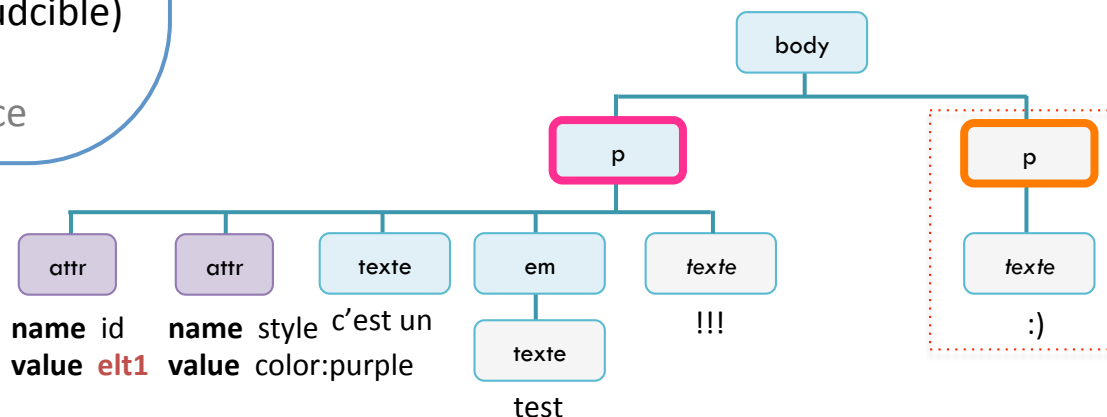 udcible)
ce
body
p
p
attr
attr
texte
em
texte
texte
name id
value elt1
name style
value color:purple
c'est un
texte
test
!!!
:)